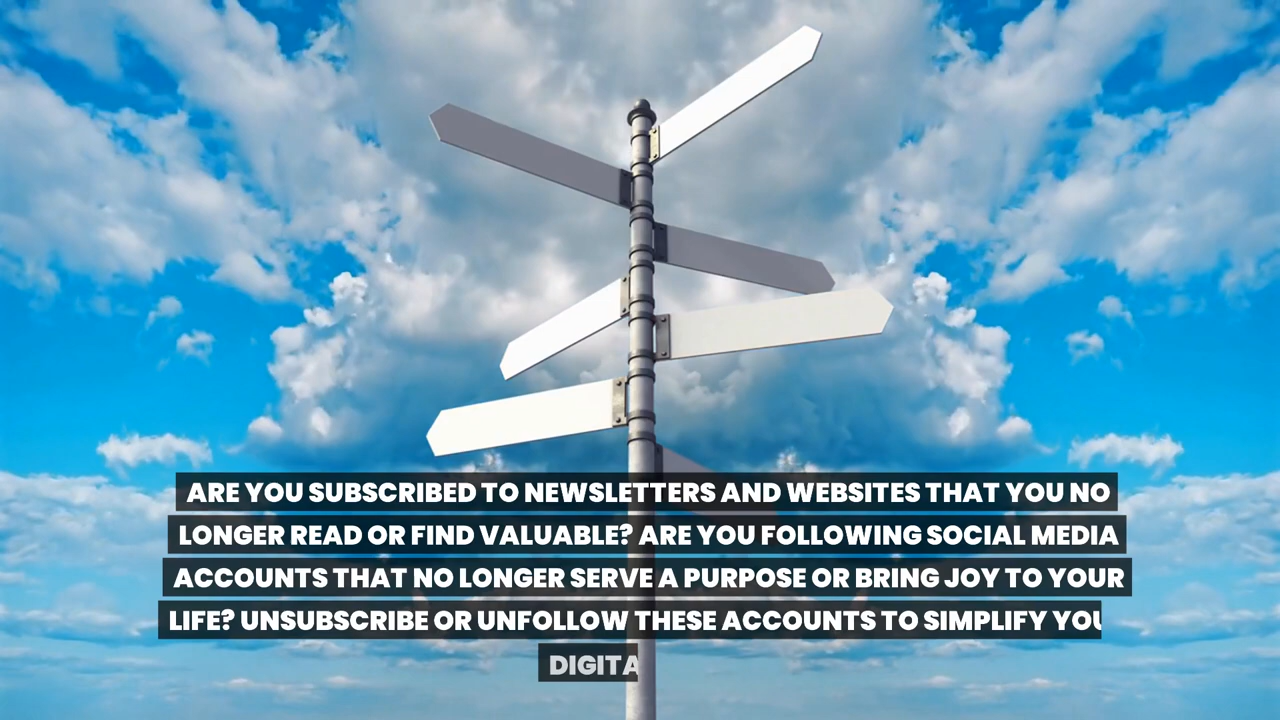 ARE YOU SUBSCRIBED TO NEWSLETTERS AND WEBSITES THAT YOU NO
LONGER READ OR FIND VALUABLE? ARE YOU FOLLOWING SOCIAL MEDIA
ACCOUNTS THAT NO LONGER SERVE A PURPOSE OR BRING JOY TO YOUR
LIFE? UNSUBSCRIBE OR UNFOLLOW THESE ACCOUNTS TO SIMPLIFY YOU
DIGITA